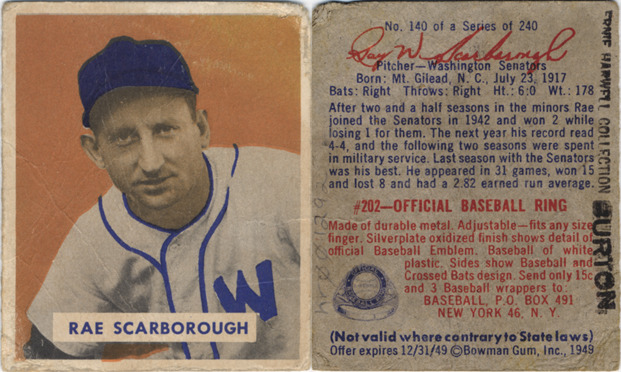 W
RAE SCARBOROUGH
No. 140 of a Series of 240
Ray W. Scarborough
Pitcher—Washington Senators
Born: Mt. Gilead, N. C., July 23, 1917
Bats: Right Throws: Right Ht.: 6:0 Wt.: 178
After two and a half seasons in the minors Rae
joined the Senators in 1942 and won 2 while
losing 1 for them. The next year his record read
4-4, and the following two seasons were spent
in military service. Last season with the Senators
was his best. He appeared in 31 games, won 15
and lost 8 and had a 2.82 earned run average.
#202—OFFICIAL BASEBALL RING
Made of durable metal. Adjustable—fits any size
finger. Silverplate oxidized finish shows detail of
official Baseball Emblem. Baseball of white
plastic. Sides show Baseball and
Crossed Bats design. Send only 15c
and 3 Baseball wrappers to:
BASEBALL, P.O. BOX 491
NEW YORK 46, N. Y.
(Not valid where contrary to State laws)
Offer expires 12/31/49 ©Bowman Gum, Inc., 1949
ERNIE HARWELL COLLECTION
BURTON